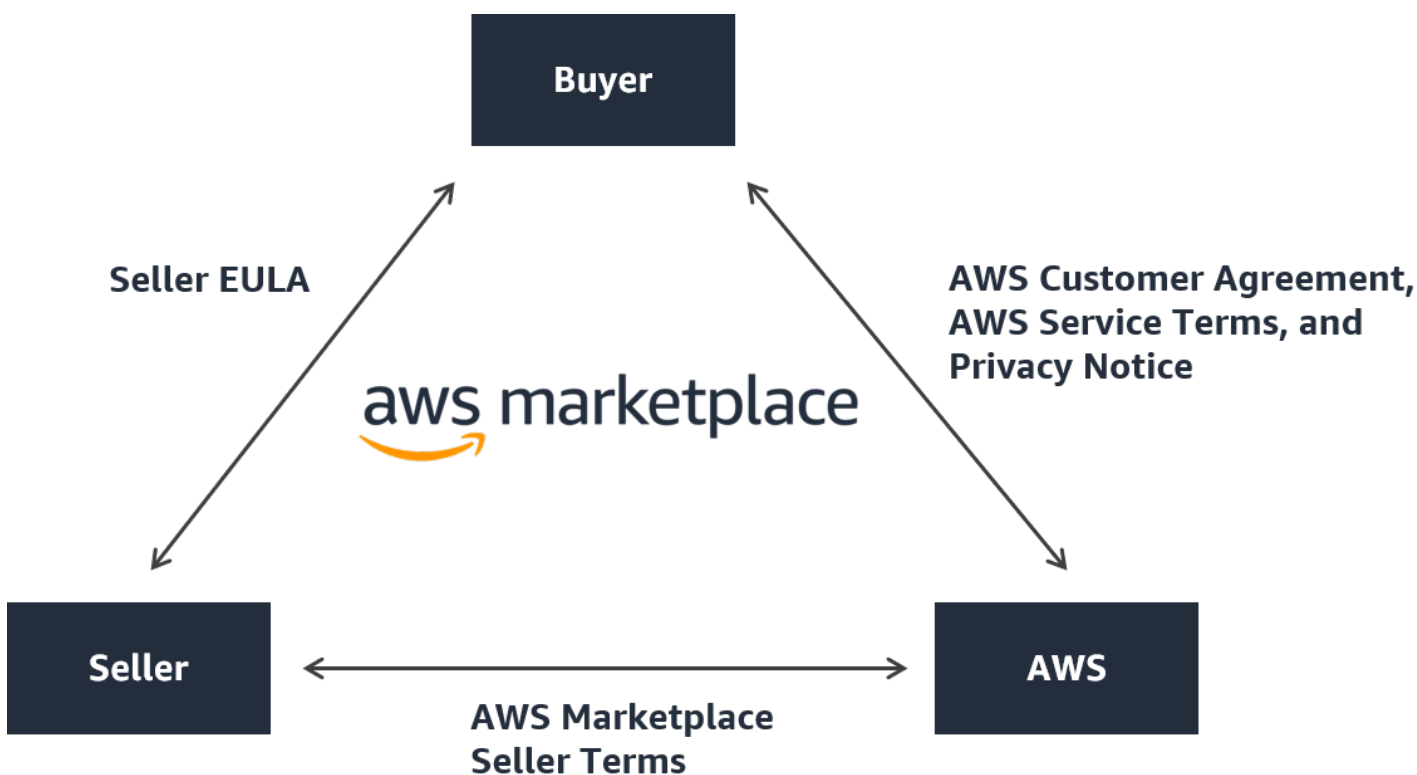 Buyer
Seller EULA
AWS Customer Agreement,
AWS Service Terms, and
Privacy Notice
aws marketplace
Seller
AWS
AWS Marketplace
Seller Terms